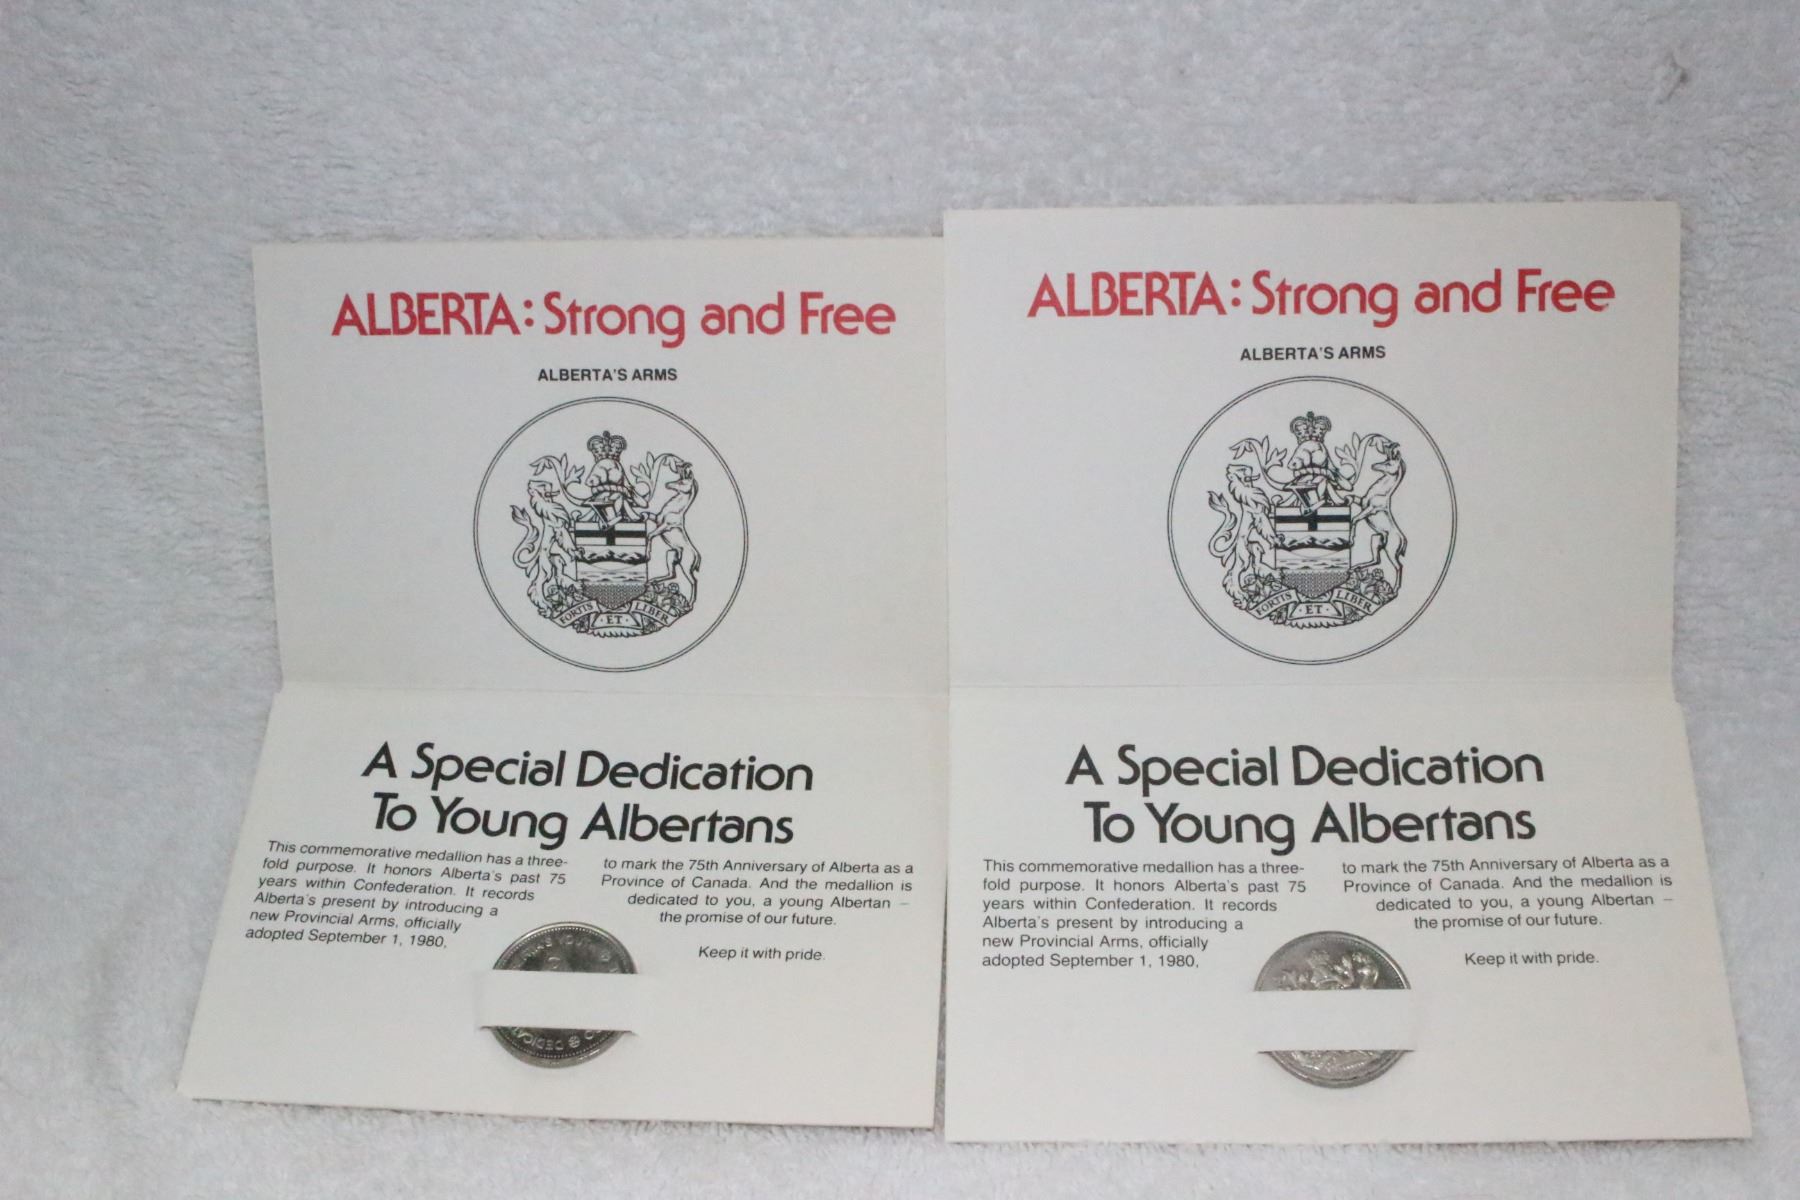 ALBERTA: Strong and Free
ALBERTA'S ARMS
FORTIS ET LIBER
A Special Dedication
To Young Albertans
This commemorative medallion has a three-
fold purpose. It honors Alberta's past 75
years within Confederation. It records
Alberta's present by introducing a
new Provincial Arms, officially
adopted September 1, 1980,
to mark the 75th Anniversary of Alberta as a
Province of Canada. And the medallion is
dedicated to you, a young Albertan –
the promise of our future.
Keep it with pride.
ALBERTA: Strong and Free
ALBERTA'S ARMS
FORTIS ET LIBER
A Special Dedication
To Young Albertans
This commemorative medallion has a three-
fold purpose. It honors Alberta's past 75
years within Confederation. It records
Alberta's present by introducing a
new Provincial Arms, officially
adopted September 1, 1980,
to mark the 75th Anniversary of Alberta as a
Province of Canada. And the medallion is
dedicated to you, a young Albertan –
the promise of our future.
Keep it with pride.